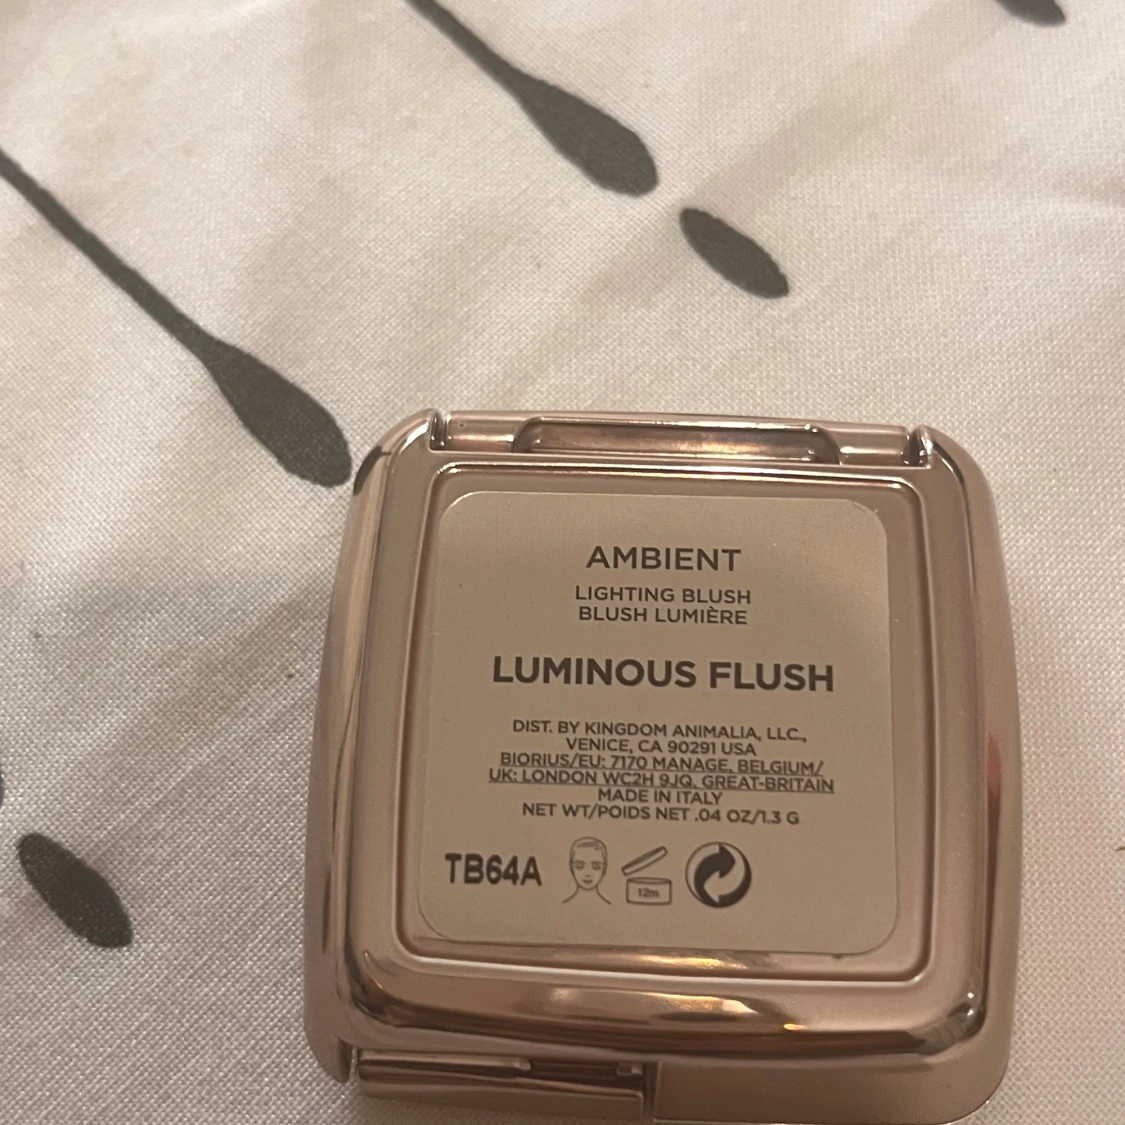 AMBIENT
LIGHTING BLUSH
BLUSH LUMIÈRE
LUMINOUS FLUSH
DIST. BY KINGDOM ANIMALIA, LLC.,
VENICE, CA 90291 USA
BIORIUS/EU: 7170 MANAGE, BELGIUM/
UK: LONDON WC2H 9JQ, GREAT-BRITAIN
MADE IN ITALY
NET WT/POIDS NET .04 OZ/1.3 G
TB64A
12m